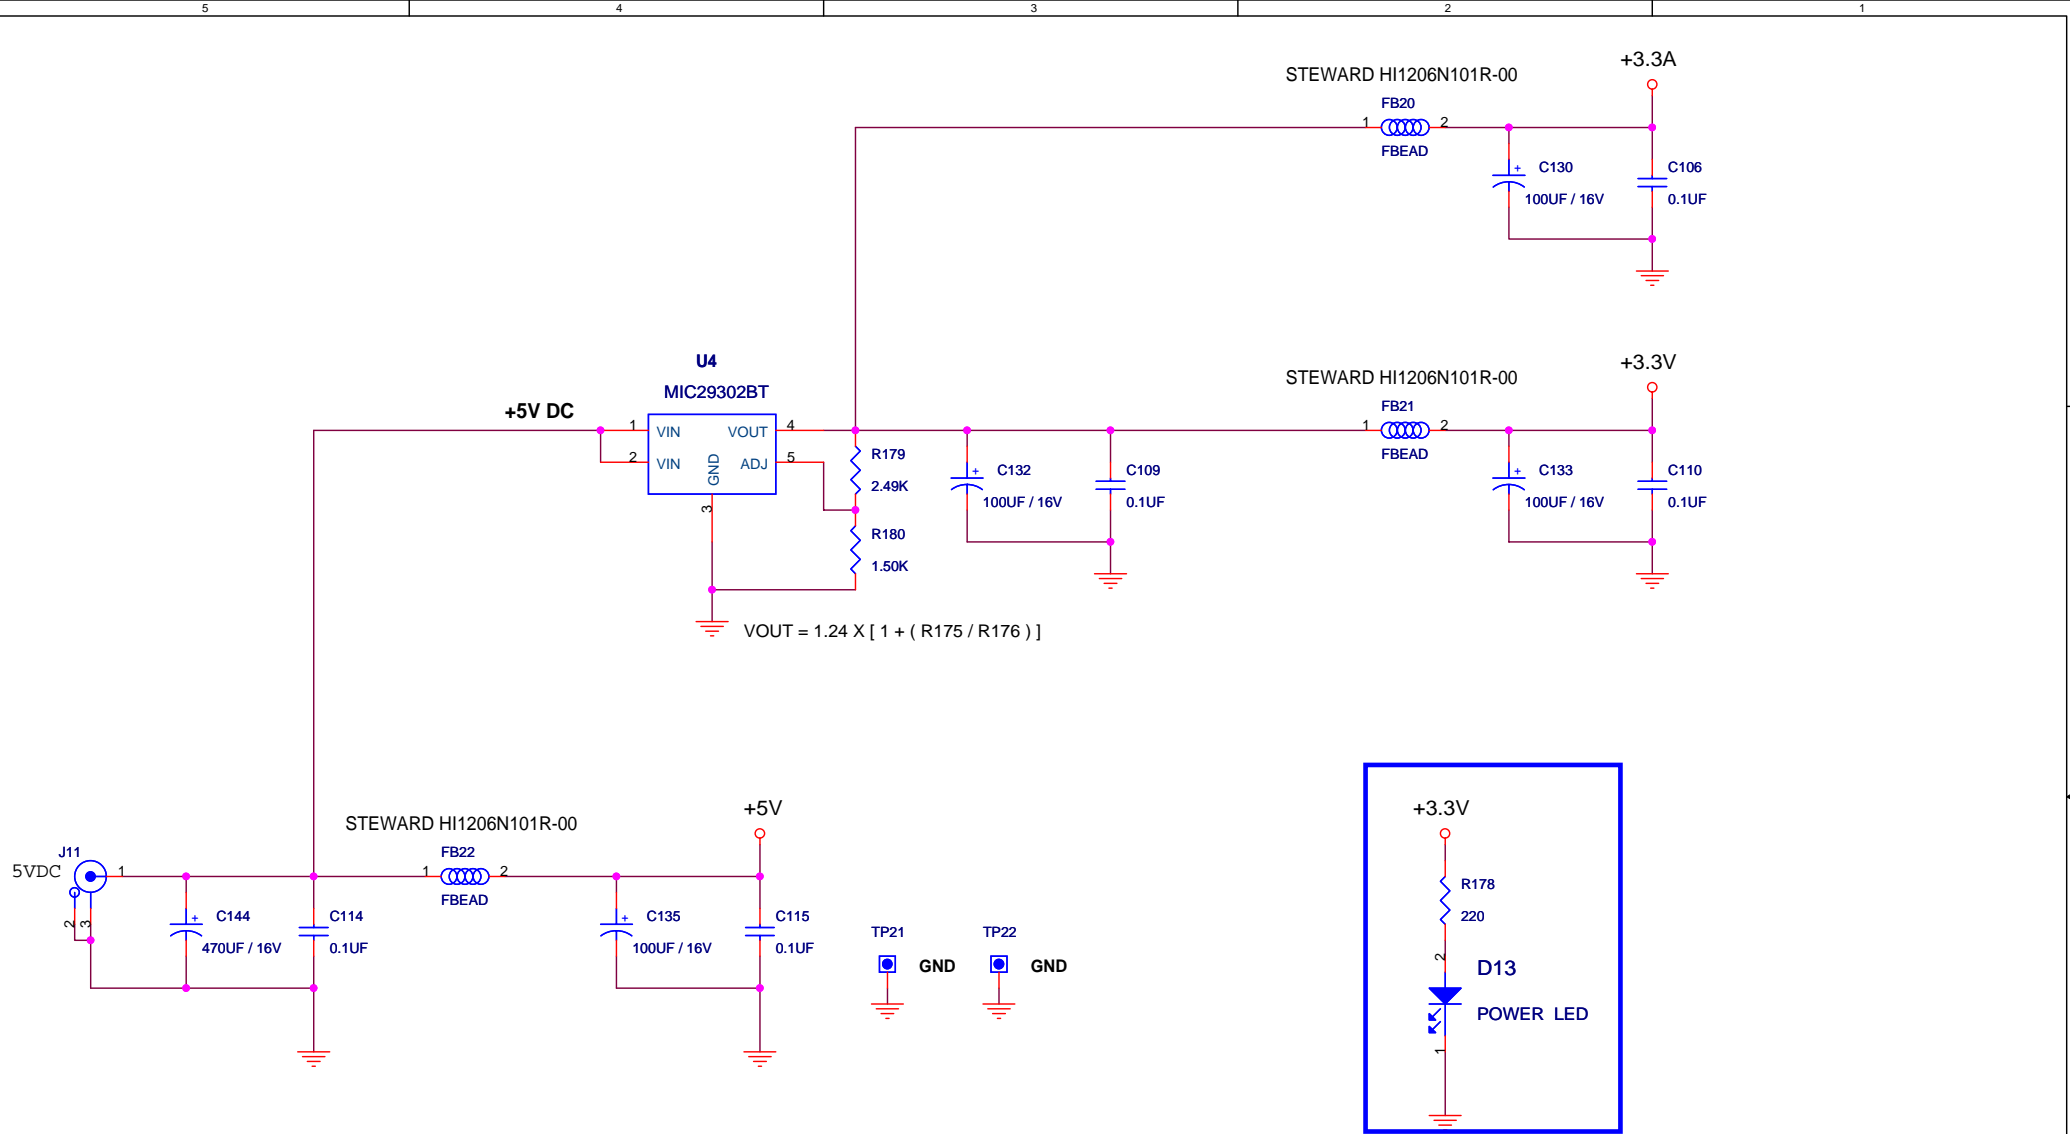 5 4 3 2 1
+3.3A
STEWARD HI1206N101R-00
FB20
1 2
FBEAD
C130
100UF / 16V
C106
0.1UF
U4
MIC29302BT
+5V DC
1 VIN VOUT 4
2 VIN GND ADJ 5
3
R179
2.49K
R180
1.50K
VOUT = 1.24 X [ 1 + ( R175 / R176 ) ]
C132
100UF / 16V
C109
0.1UF
+3.3V
STEWARD HI1206N101R-00
FB21
1 2
FBEAD
C133
100UF / 16V
C110
0.1UF
+5V
STEWARD HI1206N101R-00
J11
5VDC
1
2
3
FB22
1 2
FBEAD
C144
470UF / 16V
C114
0.1UF
C135
100UF / 16V
C115
0.1UF
TP21
GND
TP22
GND
+3.3V
R178
220
2
D13
POWER LED
1